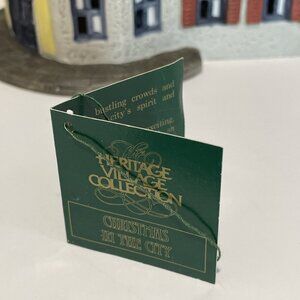 bustling crowds and
city's spirit and
The
HERITAGE
VILLAGE
COLLECTION
CHRISTMAS
IN THE CITY